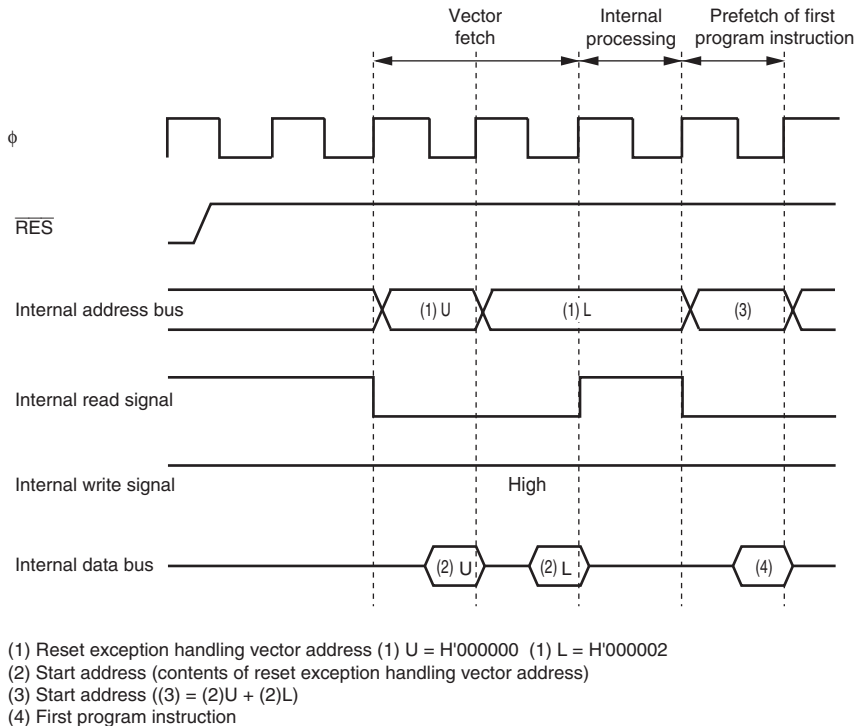 Vector
fetch
Internal
processing
Prefetch of first
program instruction
ϕ
RES
Internal address bus
(1) U
(1) L
(3)
Internal read signal
Internal write signal
High
Internal data bus
(2) U
(2) L
(4)
(1) Reset exception handling vector address (1) U = H'000000 (1) L = H'000002
(2) Start address (contents of reset exception handling vector address)
(3) Start address ((3) = (2)U + (2)L)
(4) First program instruction